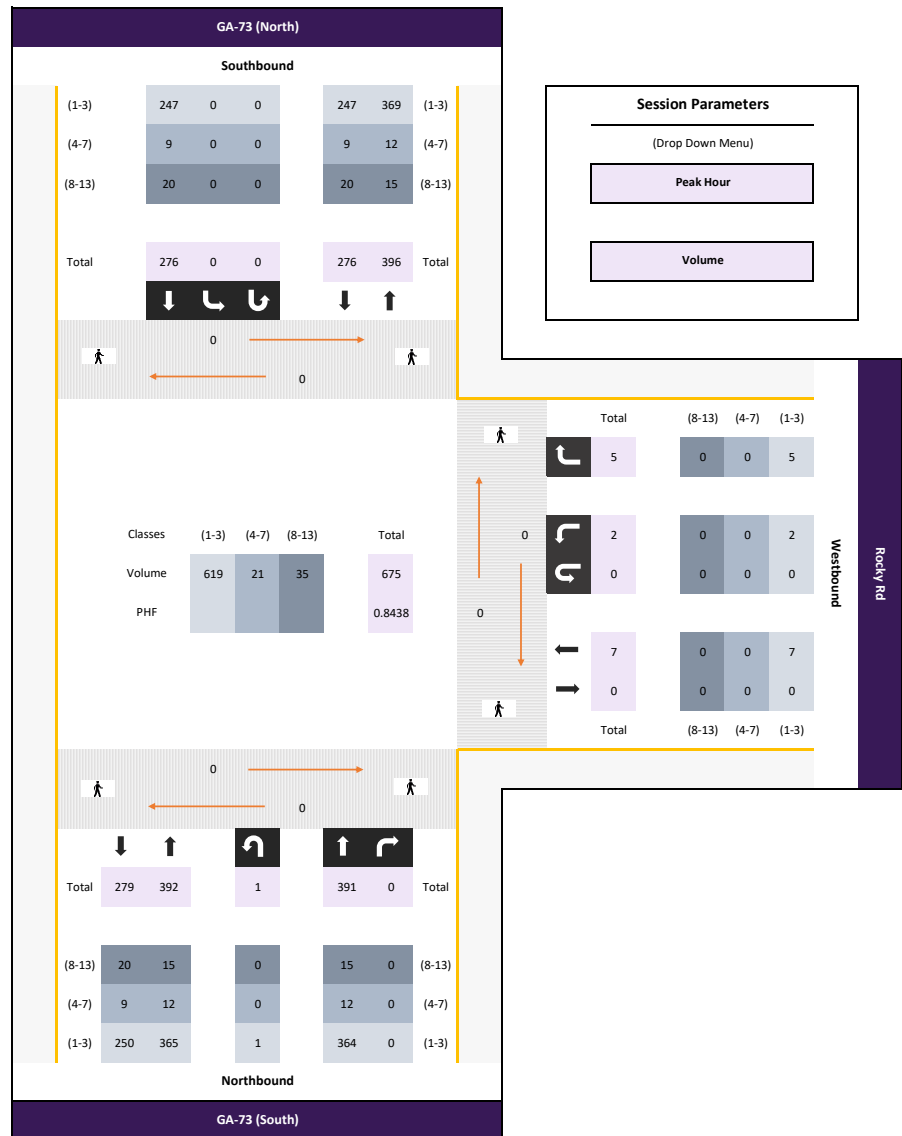 GA-73 (North)
Southbound
(1-3) 247 0 0 247 369 (1-3)
(4-7) 9 0 0 9 12 (4-7)
(8-13) 20 0 0 20 15 (8-13)
Total 276 0 0 276 396 Total
0
0
Session Parameters
(Drop Down Menu)
Peak Hour
Volume
Total (8-13) (4-7) (1-3)
5 0 0 5
0 2 0 0 2
0 0 0 0
0
7 0 0 7
0 0 0 0
Total (8-13) (4-7) (1-3)
Westbound
Rocky Rd
Classes (1-3) (4-7) (8-13) Total
Volume 619 21 35 675
PHF 0.8438
0
0
Total 279 392 1 391 0 Total
(8-13) 20 15 0 15 0 (8-13)
(4-7) 9 12 0 12 0 (4-7)
(1-3) 250 365 1 364 0 (1-3)
Northbound
GA-73 (South)